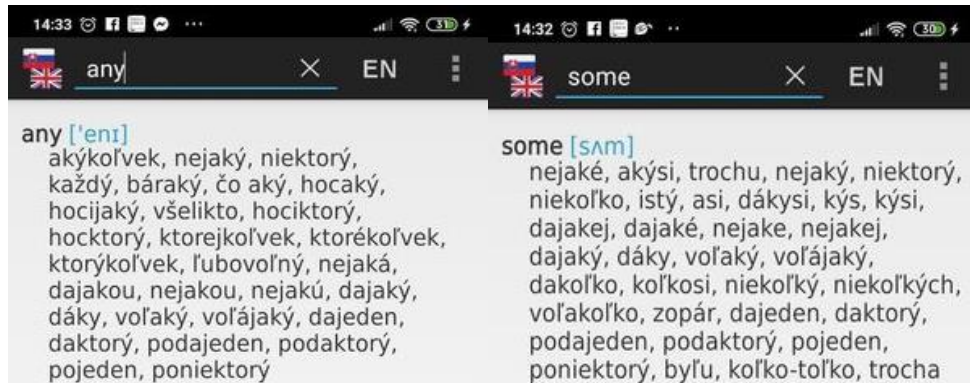 14:33
31
any
EN
any ['enɪ]
akýkoľvek, nejaký, niektorý,
každý, báraký, čo aký, hocaký,
hocijaký, všelikto, hociktorý,
hocktorý, ktorejkoľvek, ktorékoľvek,
ktorýkoľvek, ľubovoľný, nejaká,
dajakou, nejakou, nejakú, dajaký,
dáky, voľaký, voľájaký, dajeden,
daktorý, podajeden, podaktorý,
pojeden, poniektorý
14:32
30
some
EN
some [sʌm]
nejaké, akýsi, trochu, nejaký, niektorý,
niekoľko, istý, asi, dákysi, kýs, kýsi,
dajakej, dajaké, nejake, nejakej,
dajaký, dáky, voľaký, voľájaký,
dakoľko, koľkosi, niekoľký, niekoľkých,
voľakoľko, zopár, dajeden, daktorý,
podajeden, podaktorý, pojeden,
poniektorý, byľu, koľko-toľko, trocha